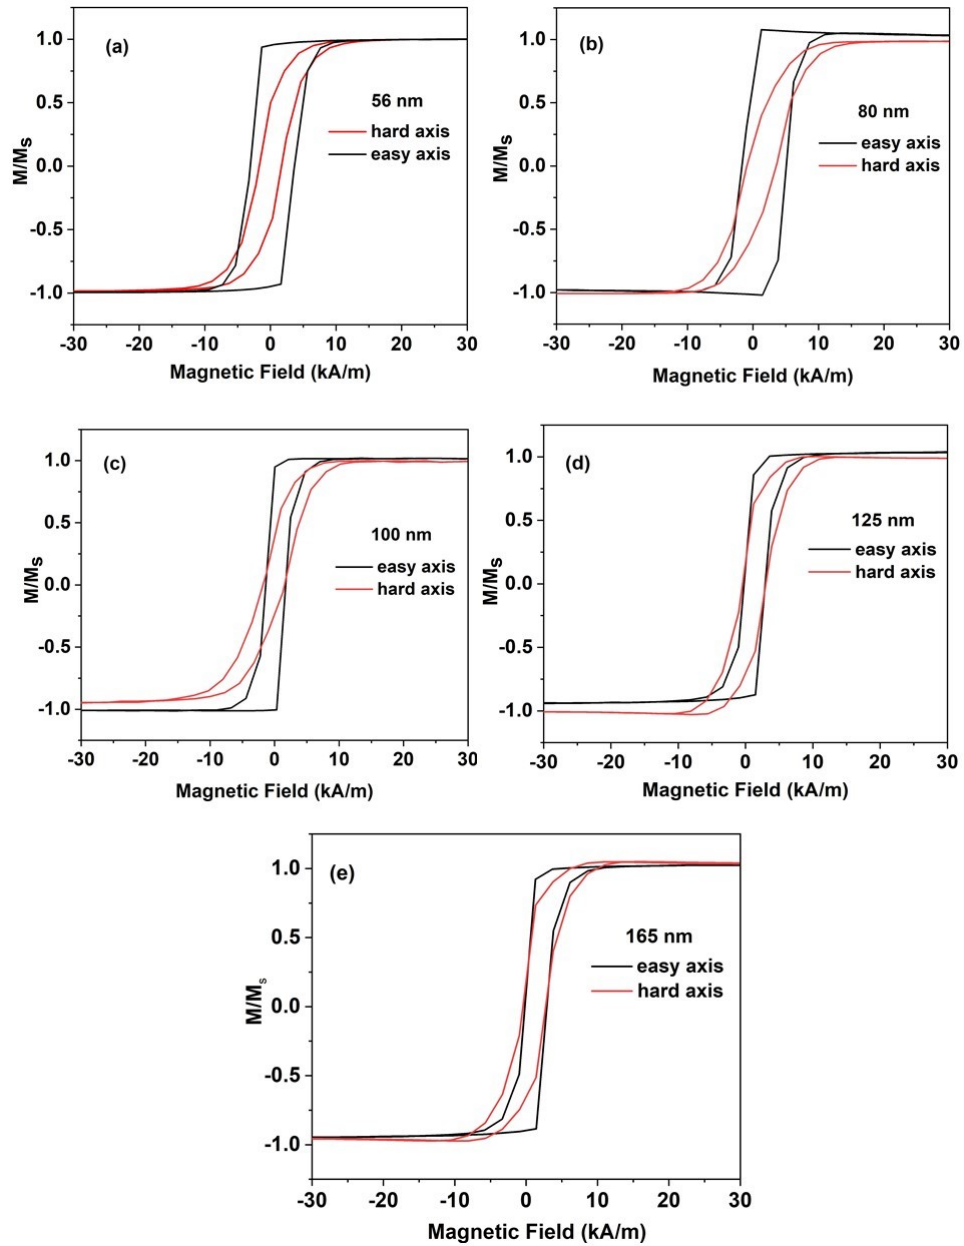 (a)
56 nm
hard axis
easy axis
1.0
0.5
0.0
-0.5
-1.0
M/Ms
-30 -20 -10 0 10 20 30
Magnetic Field (kA/m)
(b)
80 nm
easy axis
hard axis
1.0
0.5
0.0
-0.5
-1.0
M/Ms
-30 -20 -10 0 10 20 30
Magnetic Field (kA/m)
(c)
100 nm
easy axis
hard axis
1.0
0.5
0.0
-0.5
-1.0
M/Ms
-30 -20 -10 0 10 20 30
Magnetic Field (kA/m)
(d)
125 nm
easy axis
hard axis
1.0
0.5
0.0
-0.5
-1.0
M/Ms
-30 -20 -10 0 10 20 30
Magnetic Field (kA/m)
(e)
165 nm
easy axis
hard axis
1.0
0.5
0.0
-0.5
-1.0
M/Ms
-30 -20 -10 0 10 20 30
Magnetic Field (kA/m)